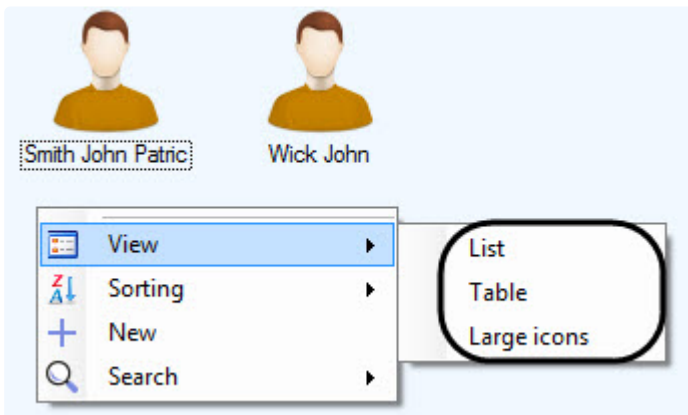 Smith John Patric
Wick John
View
List
Sorting
Table
New
Large icons
Search